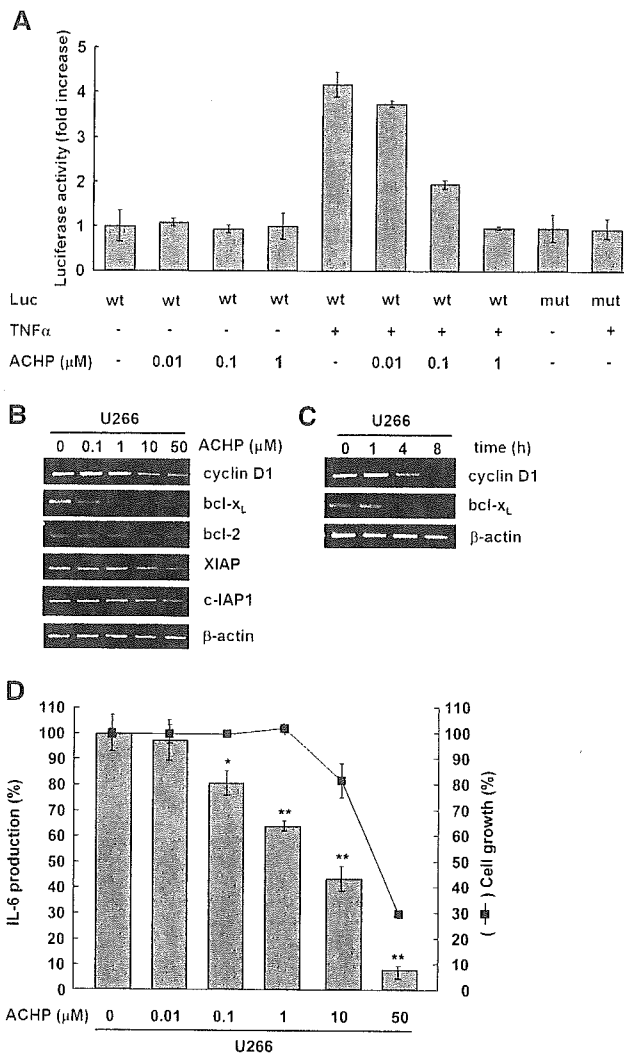 A
Luciferase activity (fold increase)
5
4
3
2
1
0
Luc wt wt wt wt wt wt wt wt mut mut
TNFα - - - - + + + + - +
ACHP (μM) - 0.01 0.1 1 - 0.01 0.1 1 - -
B
U266
0 0.1 1 10 50 ACHP (μM)
cyclin D1
bcl-xL
bcl-2
XIAP
c-IAP1
β-actin
C
U266
0 1 4 8 time (h)
cyclin D1
bcl-xL
β-actin
D
IL-6 production (%)
110
100
90
80
70
60
50
40
30
20
10
0
* ** ** **
110
100
90
80
70
60
50
40
30
20
10
0
( ) Cell growth (%)
ACHP (μM) 0 0.01 0.1 1 10 50
U266